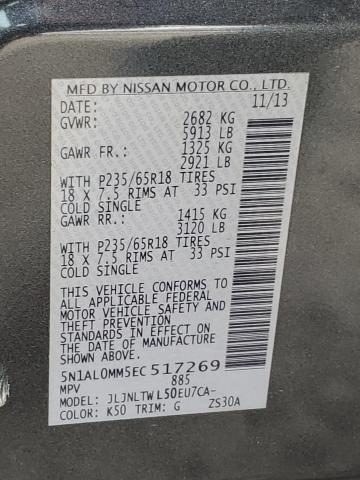 MFD BY NISSAN MOTOR CO., LTD.
DATE: 11/13
GVWR: 2682 KG
5913 LB
GAWR FR.: 1325 KG
2921 LB
WITH P235/65R18 TIRES
18 X 7.5 RIMS AT 33 PSI
COLD SINGLE
GAWR RR.: 1415 KG
3120 LB
WITH P235/65R18 TIRES
18 X 7.5 RIMS AT 33 PSI
COLD SINGLE
THIS VEHICLE CONFORMS TO
ALL APPLICABLE FEDERAL
MOTOR VEHICLE SAFETY AND
THEFT PREVENTION
STANDARDS IN EFFECT ON
THE DATE OF MANUFACTURE
SHOWN ABOVE.
5N1AL0MM5EC517269
MPV 885
MODEL: JLJNLTWL50EU7CA-
COLOR: K50 TRIM: G ZS30A